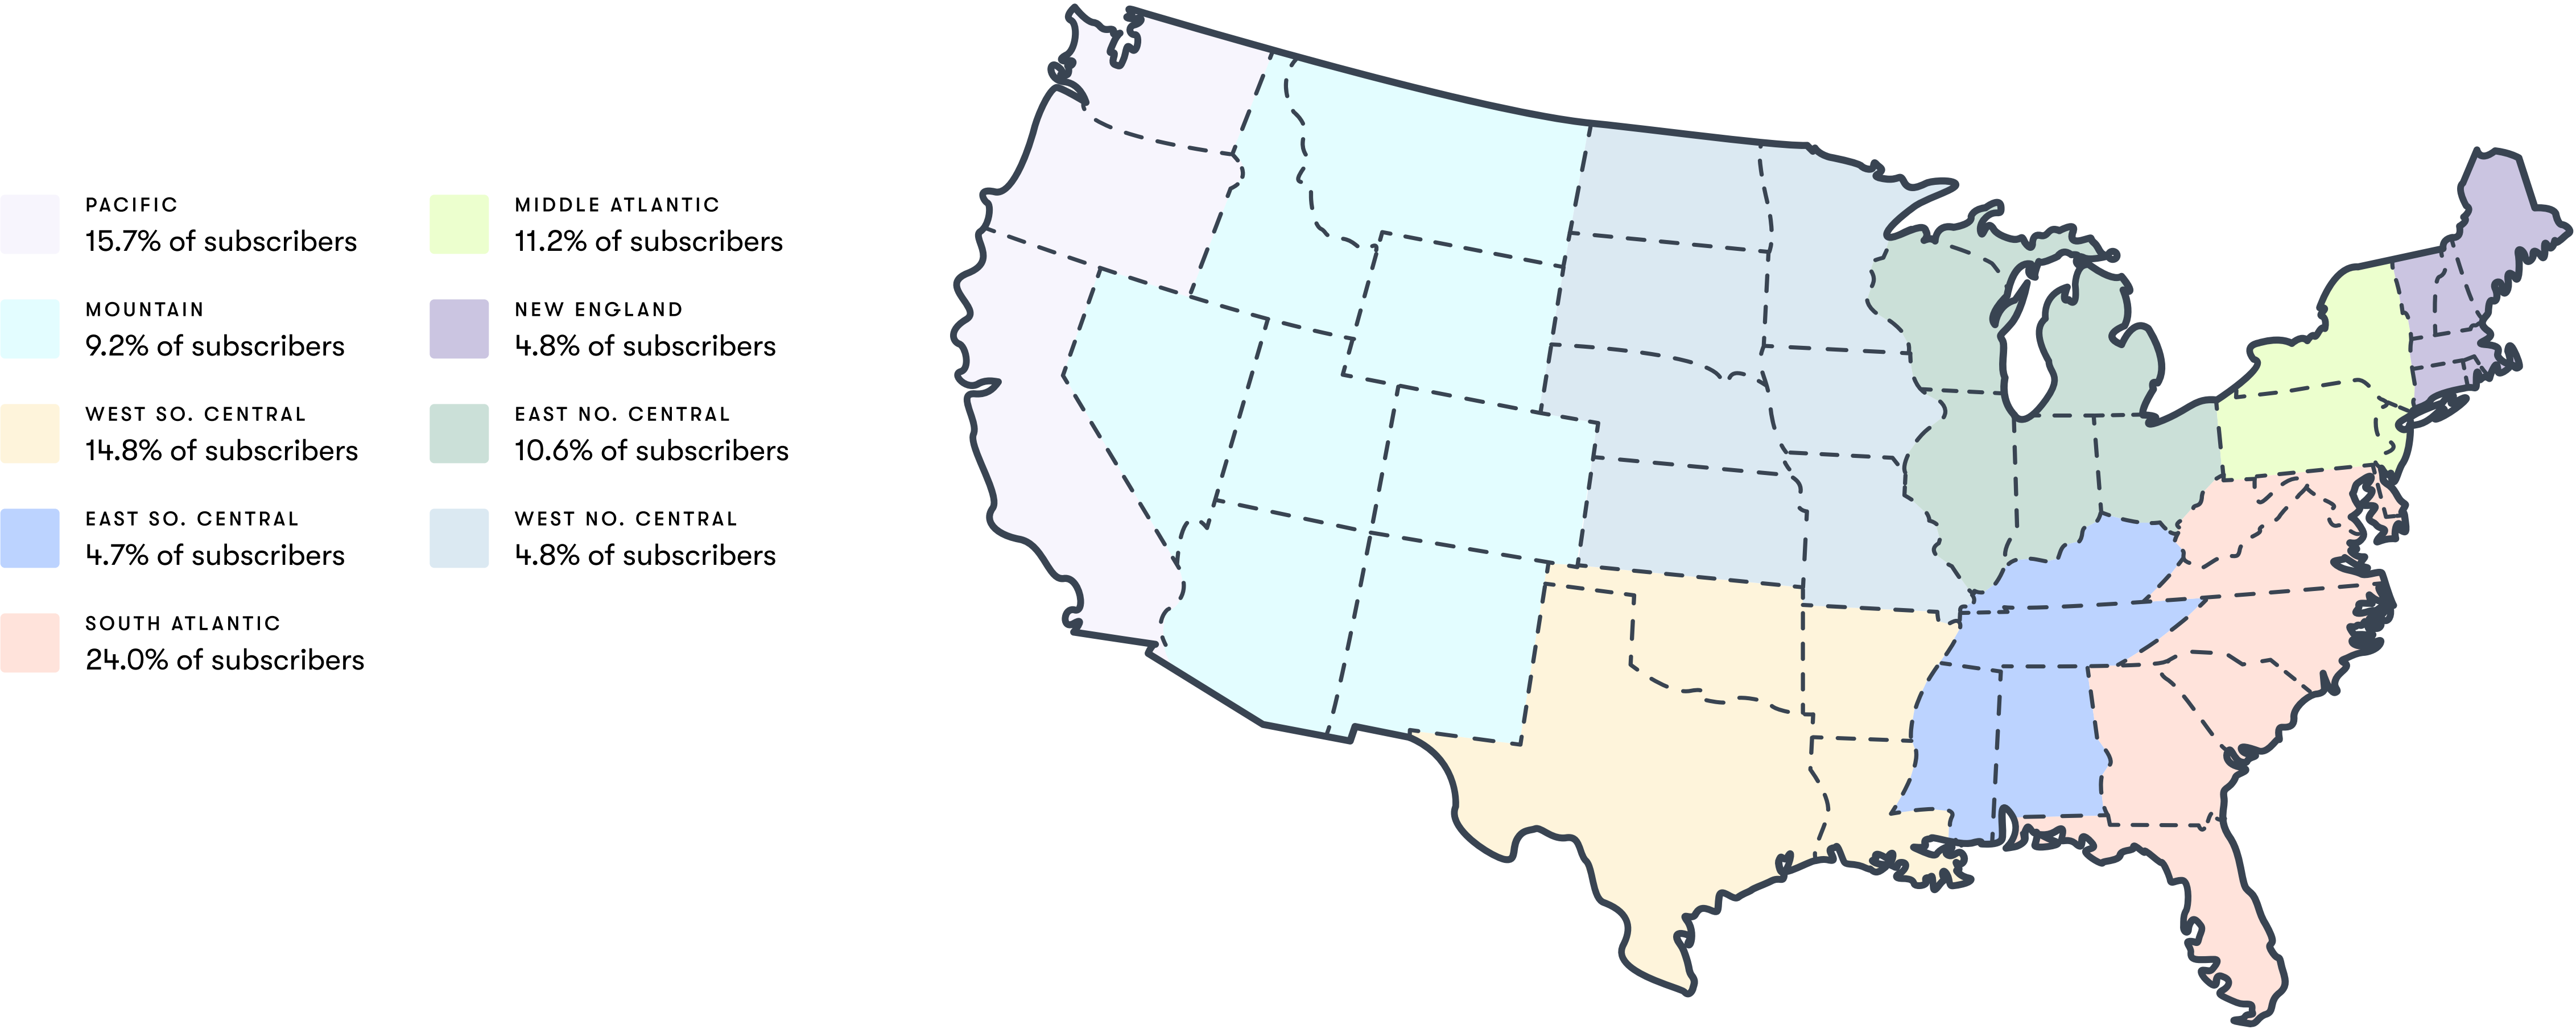 PACIFIC
15.7% of subscribers
MOUNTAIN
9.2% of subscribers
WEST SO. CENTRAL
14.8% of subscribers
EAST SO. CENTRAL
4.7% of subscribers
SOUTH ATLANTIC
24.0% of subscribers
MIDDLE ATLANTIC
11.2% of subscribers
NEW ENGLAND
4.8% of subscribers
EAST NO. CENTRAL
10.6% of subscribers
WEST NO. CENTRAL
4.8% of subscribers